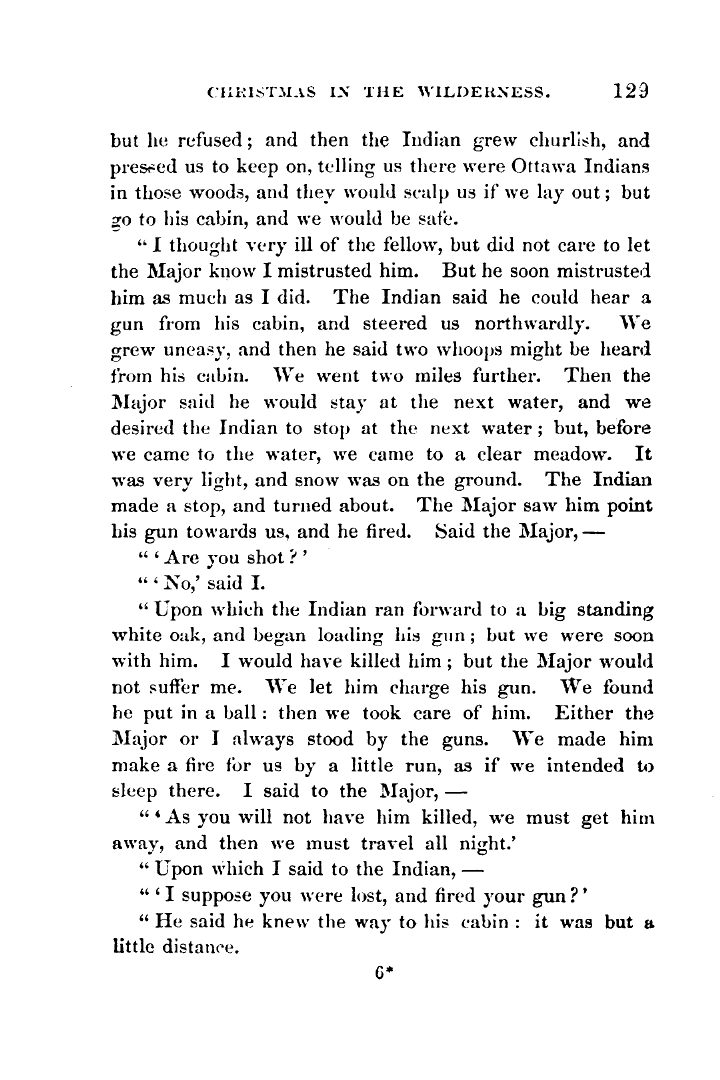 CHRISTMAS IN THE WILDERNESS. 129
but he refused; and then the Indian grew churlish, and
pressed us to keep on, telling us there were Ottawa Indians
in those woods, and they would scalp us if we lay out; but
go to his cabin, and we would be safe.
“I thought very ill of the fellow, but did not care to let
the Major know I mistrusted him. But he soon mistrusted
him as much as I did. The Indian said he could hear a
gun from his cabin, and steered us northwardly. We
grew uneasy, and then he said two whoops might be heard
from his cabin. We went two miles further. Then the
Major said he would stay at the next water, and we
desired the Indian to stop at the next water; but, before
we came to the water, we came to a clear meadow. It
was very light, and snow was on the ground. The Indian
made a stop, and turned about. The Major saw him point
his gun towards us, and he fired. Said the Major, —
“‘Are you shot?’
“‘No,’ said I.
“Upon which the Indian ran forward to a big standing
white oak, and began loading his gun; but we were soon
with him. I would have killed him; but the Major would
not suffer me. We let him charge his gun. We found
he put in a ball: then we took care of him. Either the
Major or I always stood by the guns. We made him
make a fire for us by a little run, as if we intended to
sleep there. I said to the Major, —
“‘As you will not have him killed, we must get him
away, and then we must travel all night.’
“Upon which I said to the Indian, —
“‘I suppose you were lost, and fired your gun?’
“He said he knew the way to his cabin: it was but a
little distance.
6*